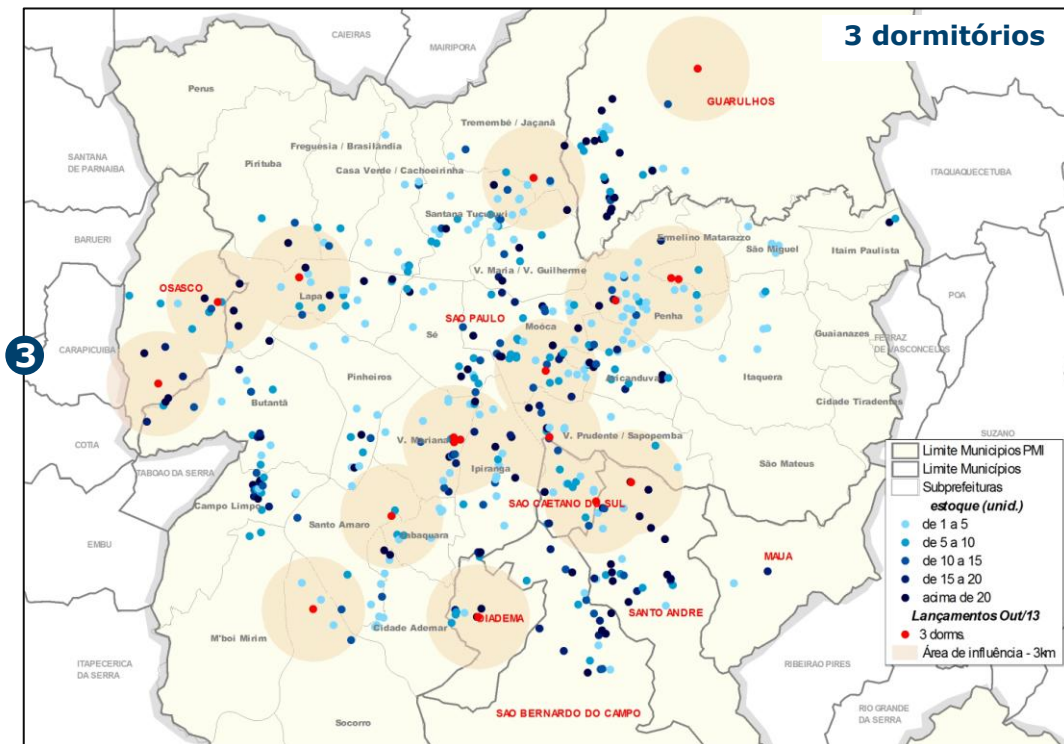 3 dormitórios
CAIEIRAS
MAIRIPORA
Perus
GUARULHOS
Tremembé / Jaçanã
Freguesia / Brasilândia
SANTANA
DE PARNAIBA
Pirituba
Casa Verde / Cachoeirinha
ITAQUAQUECETUBA
Santana Tucuruvi
BARUERI
Ermelino Matarazzo
São Miguel
Itaim Paulista
V. Maria / V. Guilherme
OSASCO
Lapa
POA
SAO PAULO
Moóca
Penha
Sé
Guaianazes
FERRAZ
DE VASCONCELOS
3
CARAPICUIBA
Pinheiros
Aricanduva
Itaquera
Butantã
Cidade Tiradentes
SUZANO
COTIA
V. Mariana
V. Prudente / Sapopemba
São Mateus
TABOAO DA SERRA
Ipiranga
Campo Limpo
SAO CAETANO DO SUL
Santo Amaro
Jabaquara
EMBU
MAUA
SANTO ANDRE
DIADEMA
Cidade Ademar
M'boi Mirim
ITAPECERICA
DA SERRA
RIBEIRAO PIRES
SAO BERNARDO DO CAMPO
Socorro
RIO GRANDE
DA SERRA
Limite Municipios PMI
Limite Municípios
Subprefeituras
estoque (unid.)
de 1 a 5
de 5 a 10
de 10 a 15
de 15 a 20
acima de 20
Lançamentos Out/13
3 dorms.
Área de influência - 3km